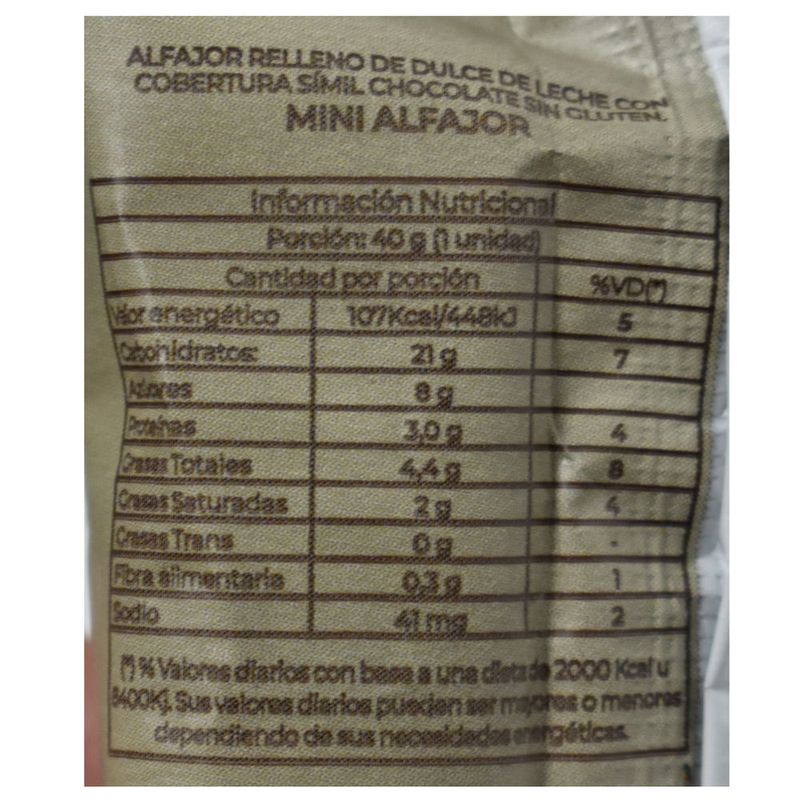 ALFAJOR RELLENO DE DULCE DE LECHE CON
COBERTURA SÍMIL CHOCOLATE SIN GLUTEN.
MINI ALFAJOR
Información Nutricional
Porción: 40 g (1 unidad)
Cantidad por porción %VD(*)
Valor energético 107Kcal/448kJ 5
Carbohidratos: 21 g 7
Azúcares 8 g
Proteínas 3,0 g 4
Grasas Totales 4,4 g 8
Grasas Saturadas 2 g 4
Grasas Trans 0 g -
Fibra alimentaria 0,3 g 1
Sodio 41 mg 2
(*) % Valores diarios con base a una dieta de 2000 Kcal u
8400Kj. Sus valores diarios pueden ser mayores o menores
dependiendo de sus necesidades energéticas.